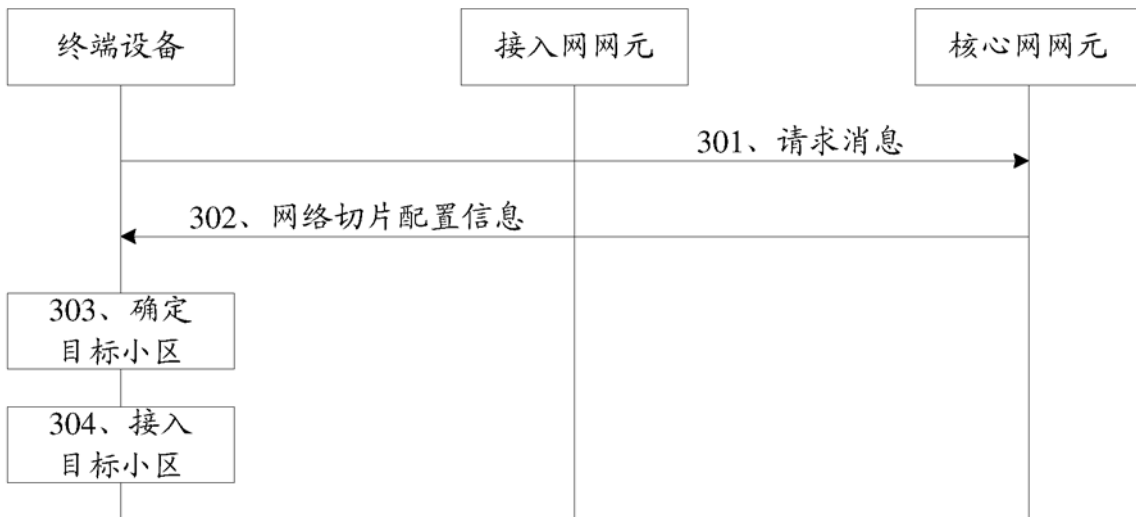 终端设备
接入网网元
核心网网元
301、请求消息
302、网络切片配置信息
303、确定
目标小区
304、接入
目标小区